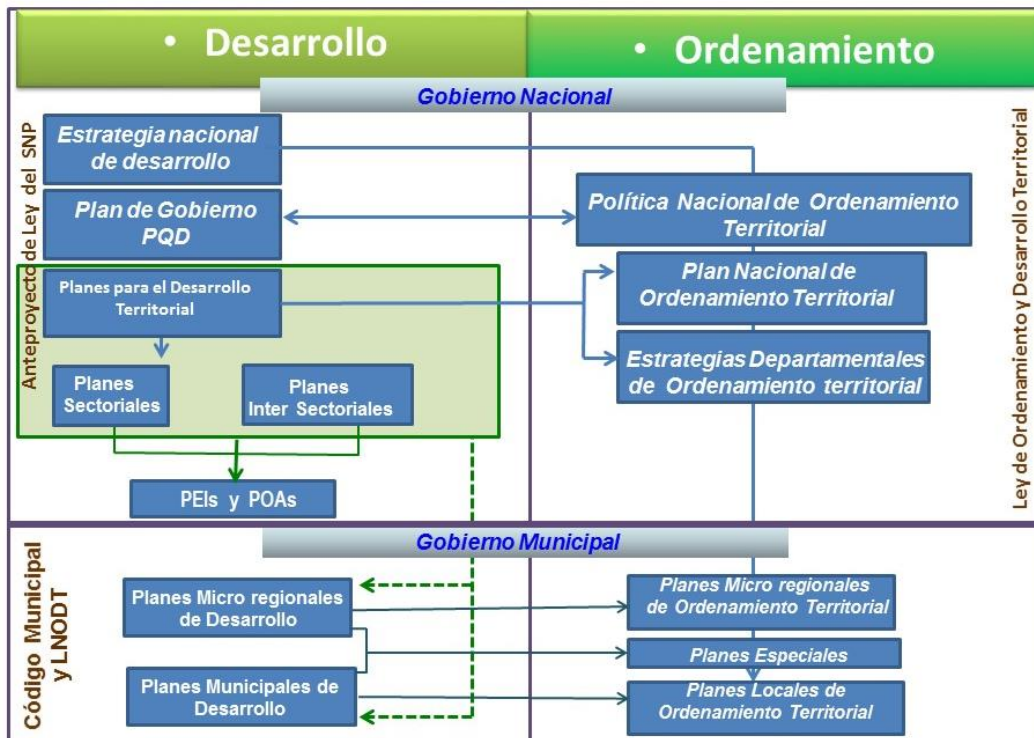 • Desarrollo
• Ordenamiento
Gobierno Nacional
Anteproyecto de Ley del SNP
Estrategia nacional
de desarrollo
Plan de Gobierno
PQD
Planes para el Desarrollo
Territorial
Planes
Sectoriales
Planes
Inter Sectoriales
PEIs y POAs
Política Nacional de Ordenamiento
Territorial
Plan Nacional de
Ordenamiento Territorial
Estrategias Departamentales
de Ordenamiento territorial
Ley de Ordenamiento y Desarrollo Territorial
Gobierno Municipal
Código Municipal
y LNODT
Planes Micro regionales
de Desarrollo
Planes Municipales de
Desarrollo
Planes Micro regionales
de Ordenamiento Territorial
Planes Especiales
Planes Locales de
Ordenamiento Territorial